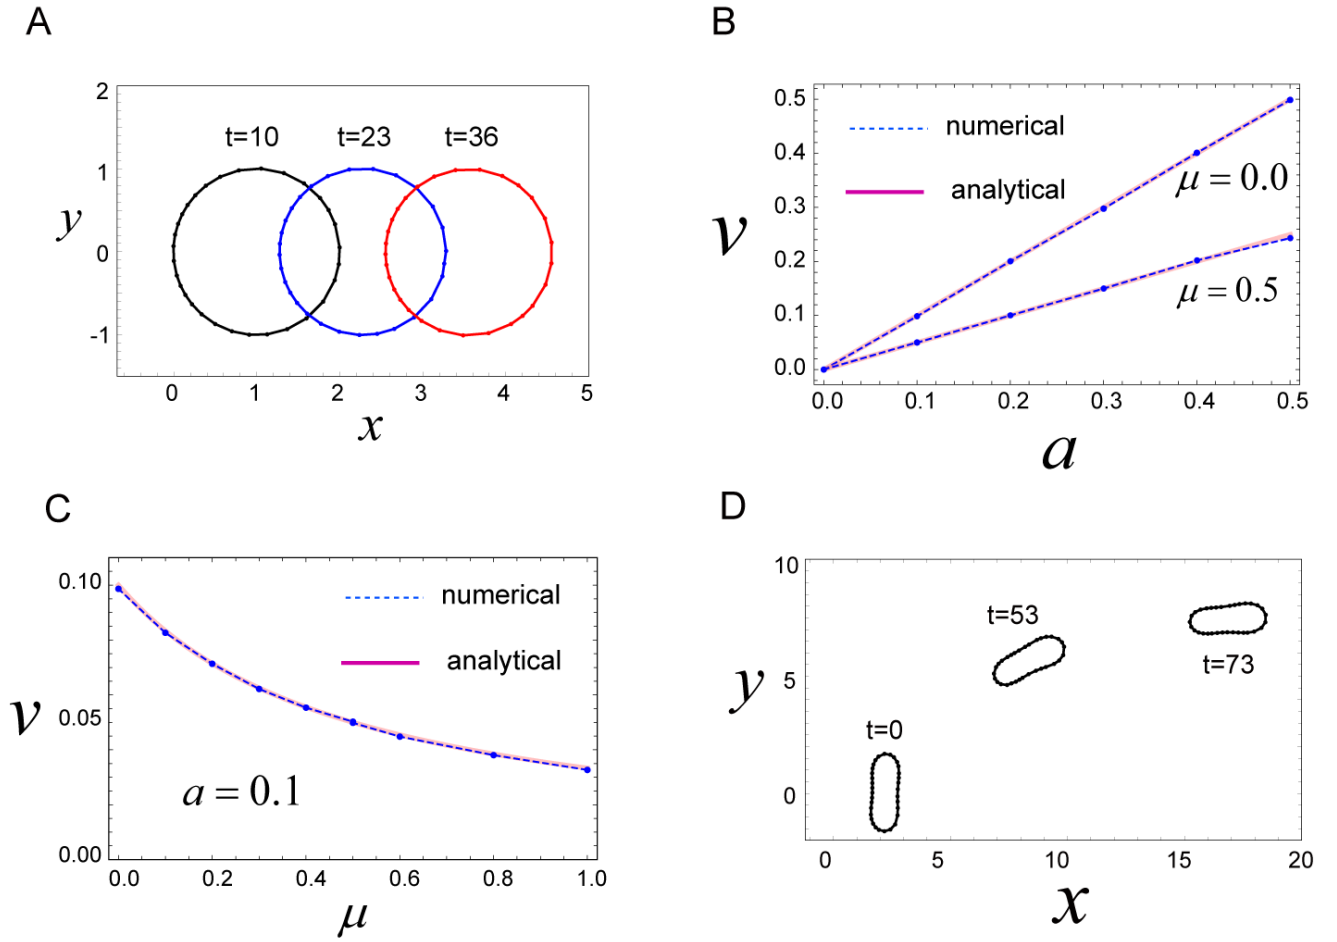 A
2
1
0
-1
y
t=10 t=23 t=36
0 1 2 3 4 5
x
B
0.5
0.4
0.3
0.2
0.1
0.0
v
numerical
analytical
μ = 0.0
μ = 0.5
0.0 0.1 0.2 0.3 0.4 0.5
a
C
0.10
0.05
0.00
v
numerical
analytical
a = 0.1
0.0 0.2 0.4 0.6 0.8 1.0
μ
D
10
5
0
y
t=53
t=73
t=0
0 5 10 15 20
x